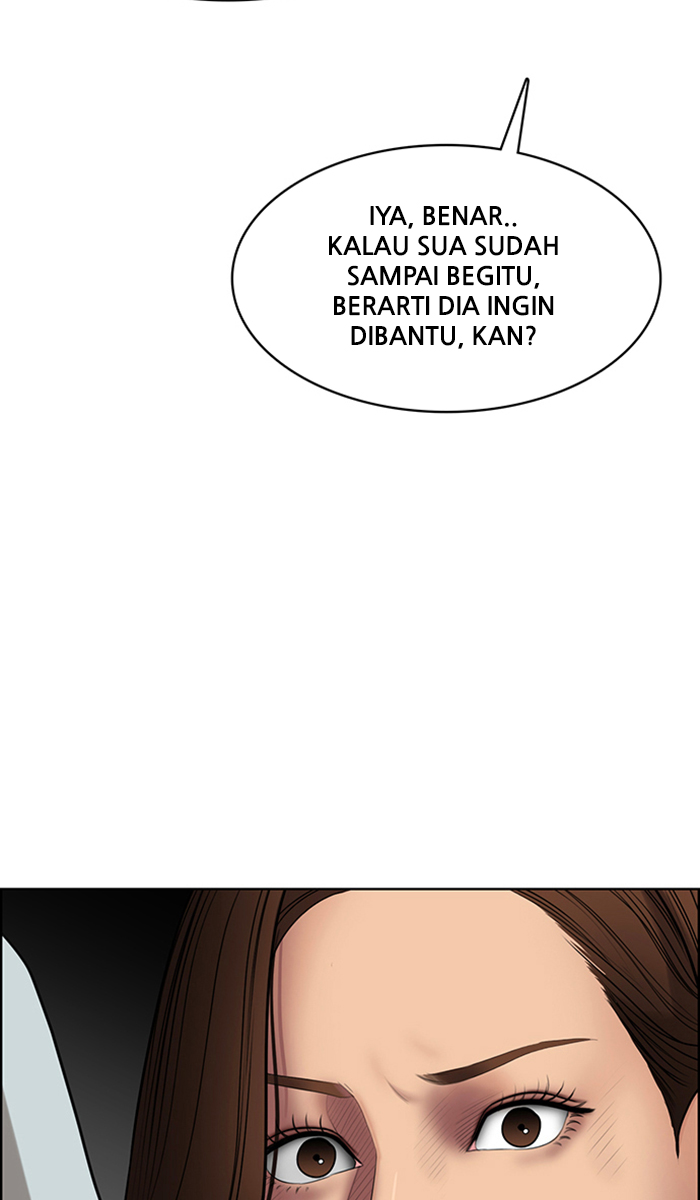 IYA, BENAR..
KALAU SUA SUDAH
SAMPAI BEGITU,
BERARTI DIA INGIN
DIBANTU, KAN?